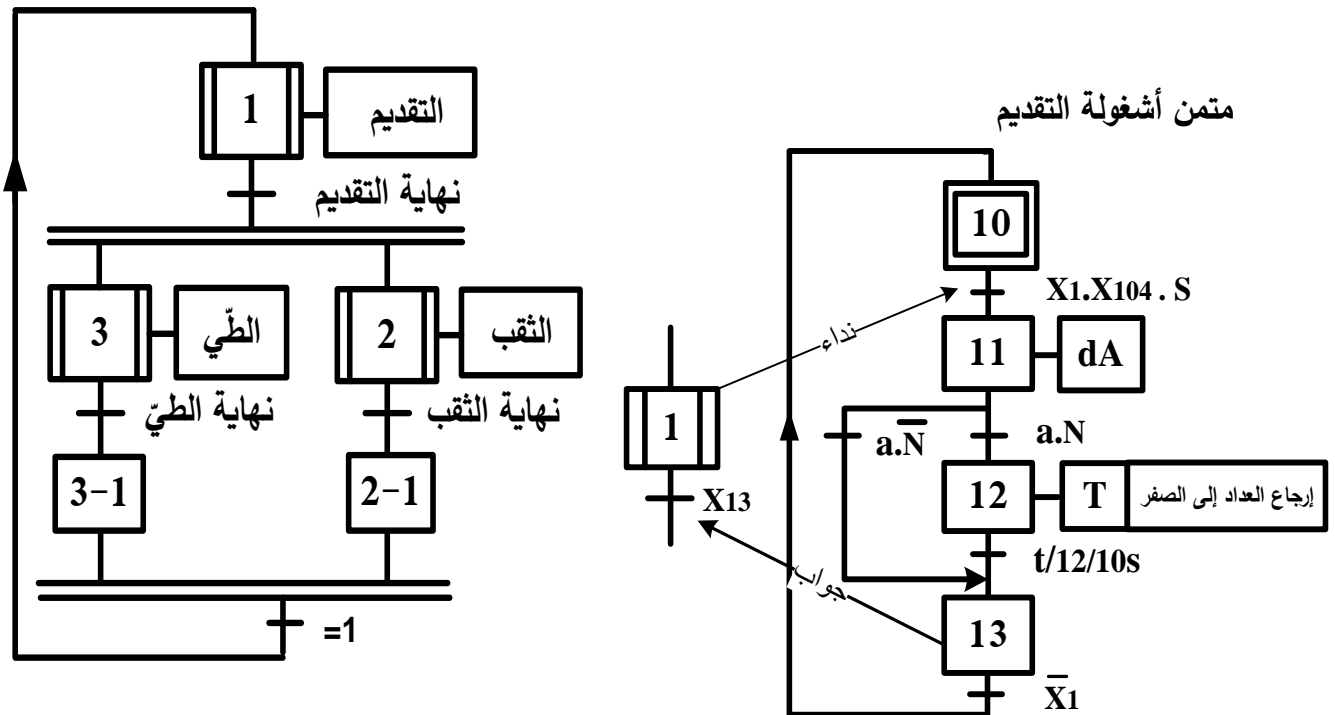 1
التقديم
نهاية التقديم
3
الطّي
2
الثقب
نهاية الطيّ
نهاية الثقب
3-1
2-1
=1
متمن أشغولة التقديم
10
X1.X104 . S
نداء
11
dA
1
a.N̅
a.N
X13
12
T
إرجاع العداد إلى الصفر
t/12/10s
جواب
13
X̅1